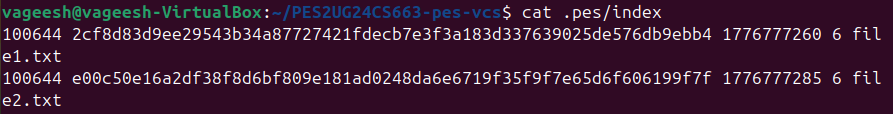 vageesh@vageesh-VirtualBox:~/PES2UG24CS663-pes-vcs$ cat .pes/index
100644 2cf8d83d9ee29543b34a87727421fdecb7e3f3a183d337639025de576db9ebb4 1776777260 6 fil
e1.txt
100644 e00c50e16a2df38f8d6bf809e181ad0248da6e6719f35f9f7e65d6f606199f7f 1776777285 6 fil
e2.txt